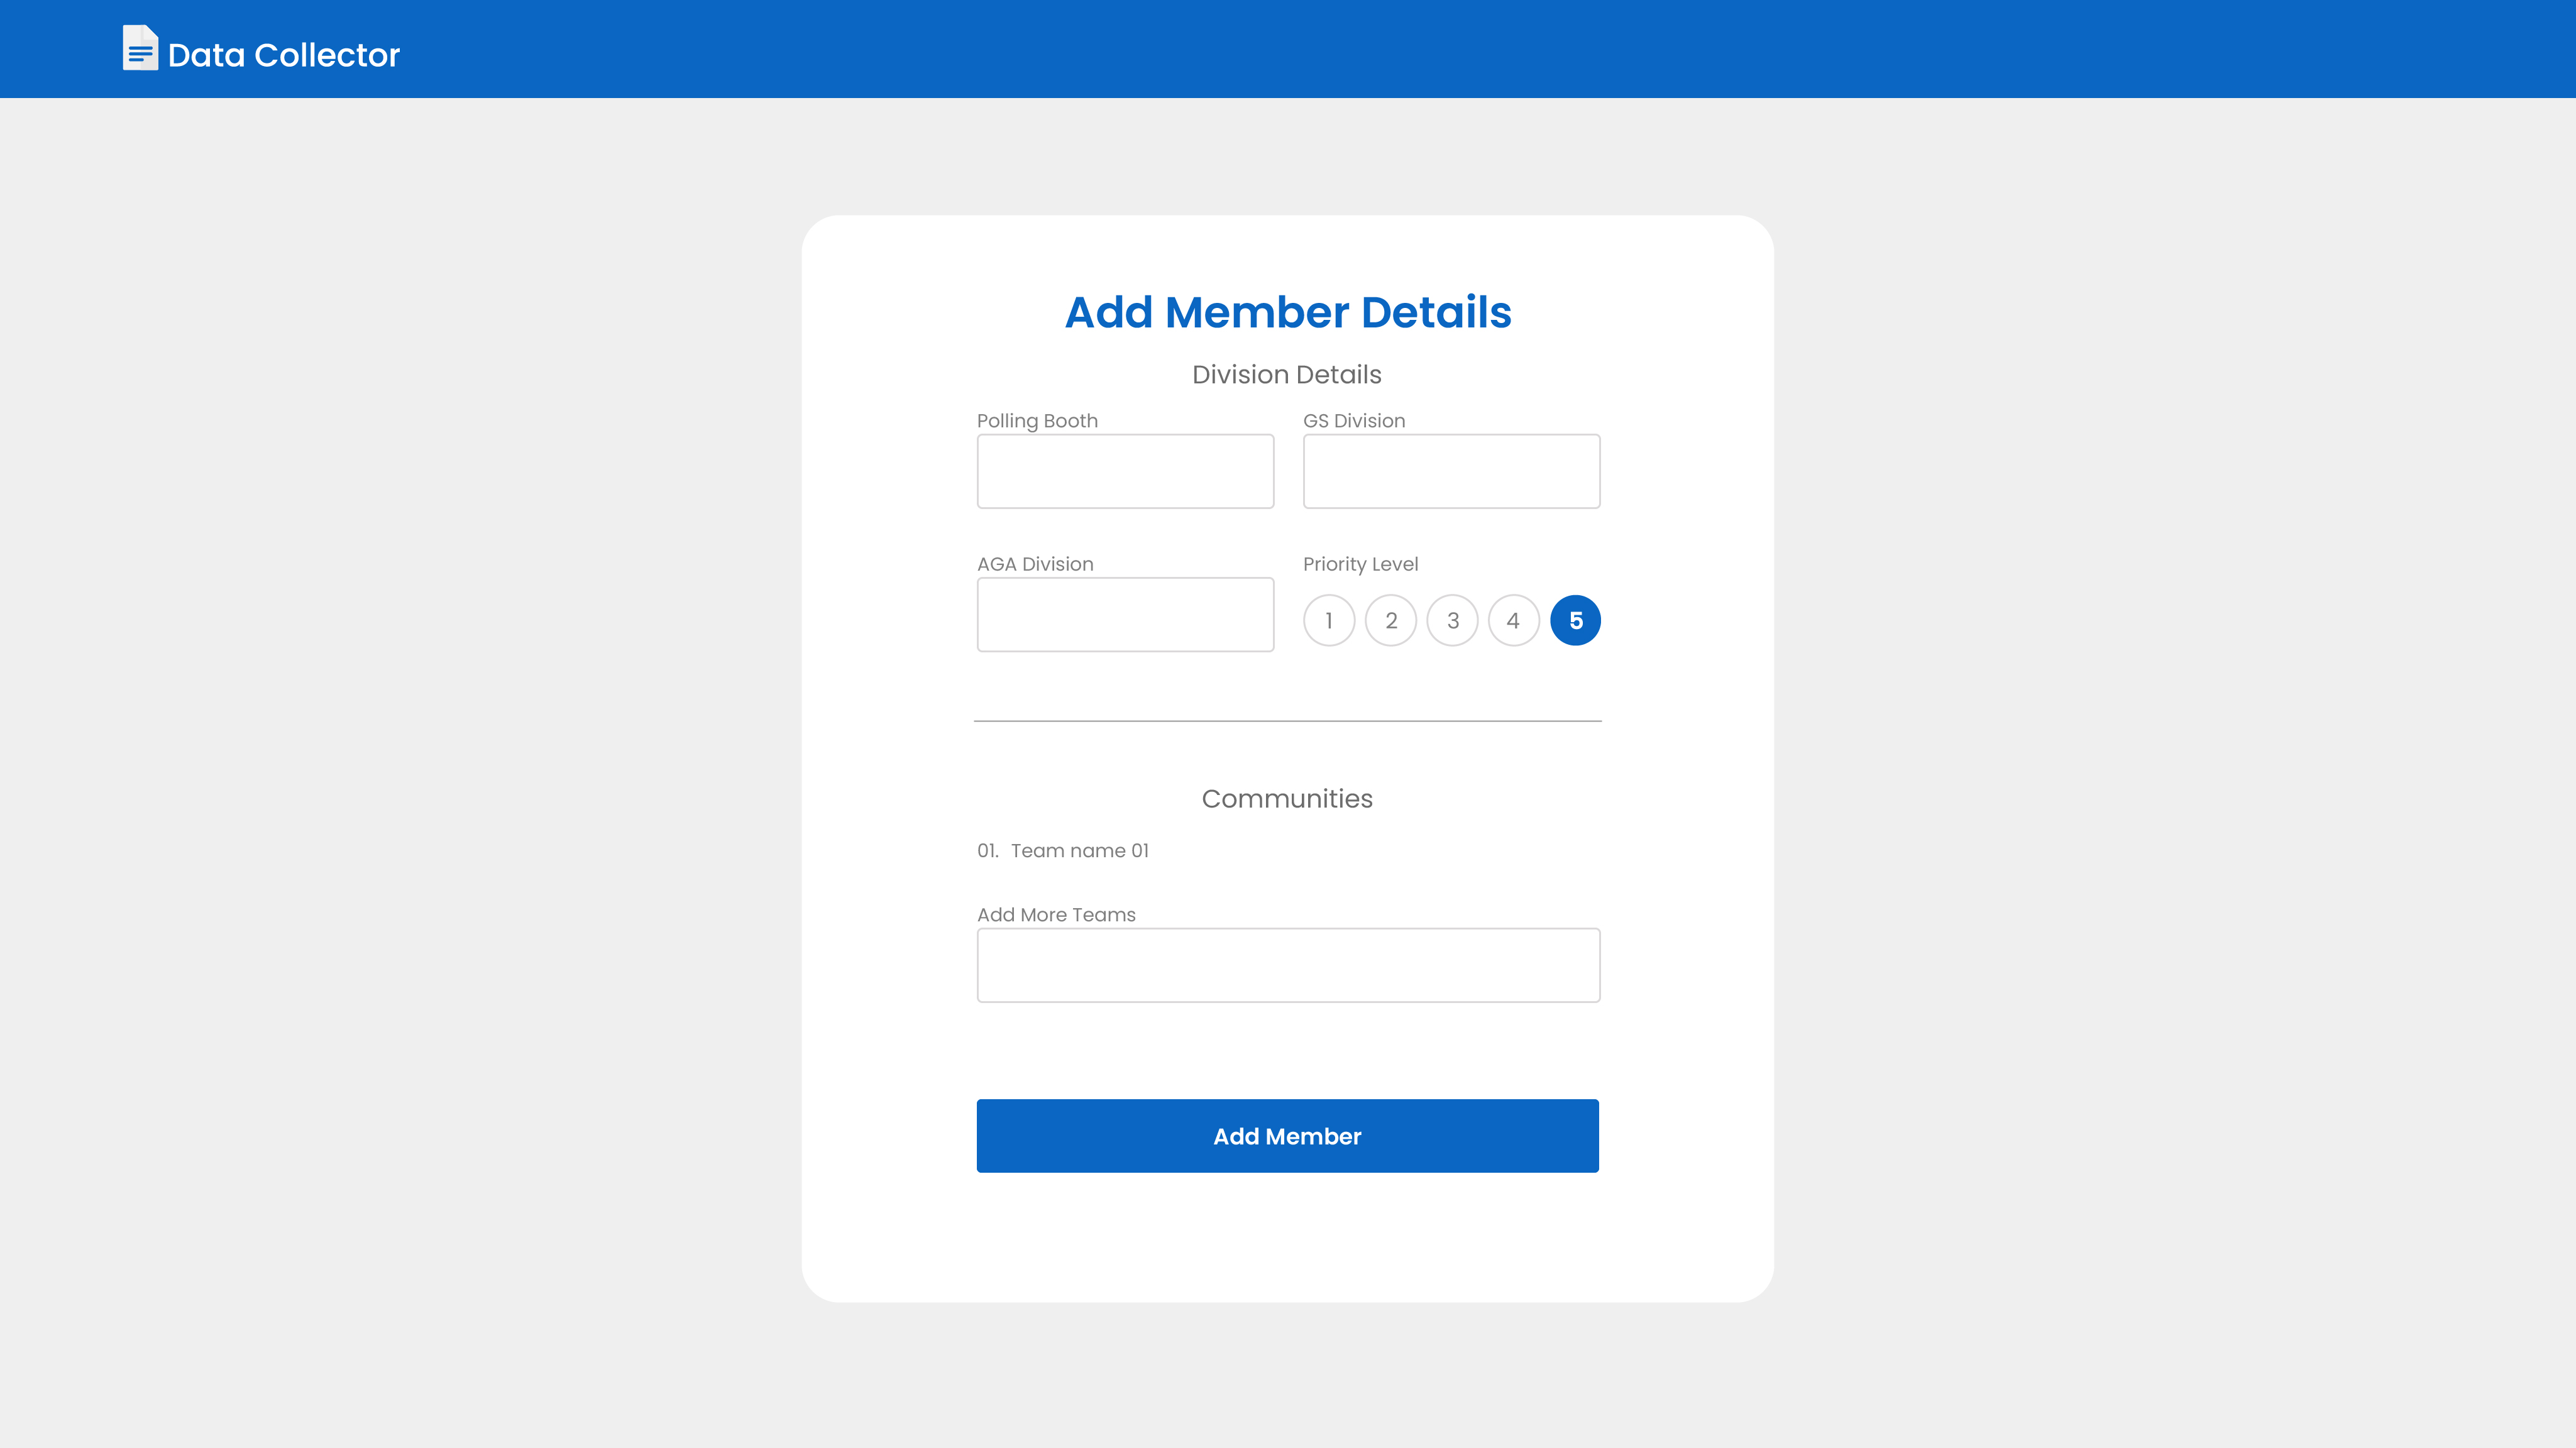 Data Collector
Add Member Details
Division Details
Polling Booth
GS Division
AGA Division
Priority Level
1 2 3 4 5
Communities
01. Team name 01
Add More Teams
Add Member